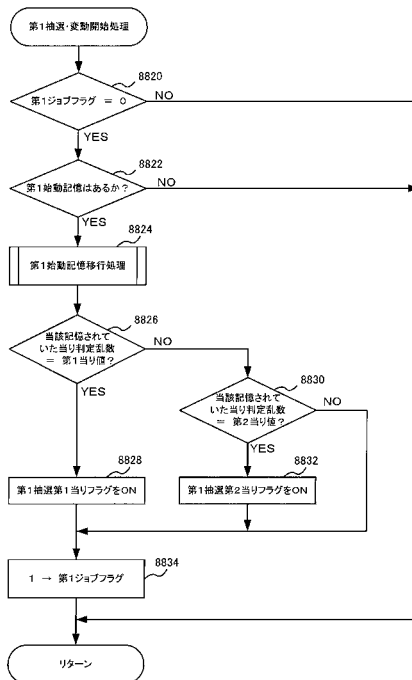 第1抽選・変動開始処理
8820
第1ジョブフラグ = 0
NO
YES
8822
第1始動記憶はあるか?
NO
YES
8824
第1始動記憶移行処理
8826
当該記憶されて
いた当り判定乱数
= 第1当り値?
NO
YES
8830
当該記憶されて
いた当り判定乱数
= 第2当り値?
NO
YES
8828
第1抽選第1当りフラグをON
8832
第1抽選第2当りフラグをON
8834
1 → 第1ジョブフラグ
リターン